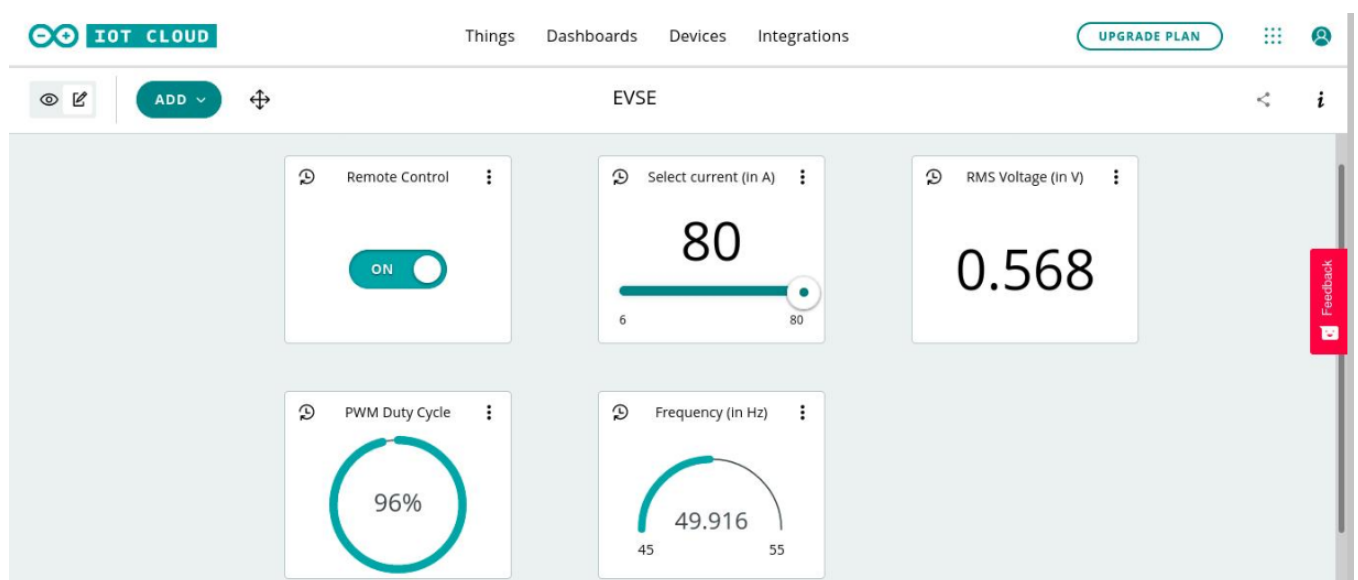 IOT CLOUD
Things Dashboards Devices Integrations
UPGRADE PLAN
ADD
EVSE
i
Remote Control
ON
Select current (in A)
80
6 80
RMS Voltage (in V)
0.568
Feedback
PWM Duty Cycle
96%
Frequency (in Hz)
49.916
45 55